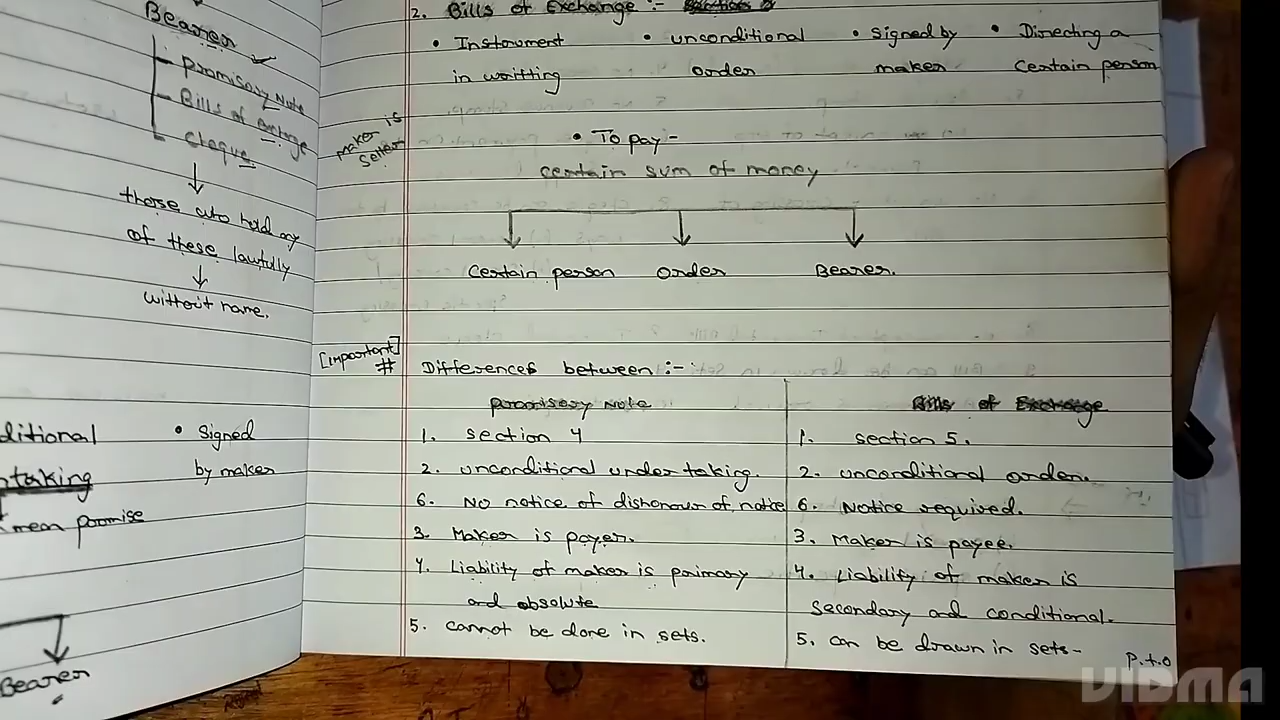 Bearer
- Promisory Note
- Bills of Exchange
- Cheque
those who hold any
of these lawfully
without name.
ditional
• Signed
by maker
taking
mean promise
Bearer
2. Bills of Exchange :-
• Instrument
in writting
• unconditional
order
• signed by
maker
• Directing a
certain person
maker is
Seller
• To pay -
certain sum of money
Certain person
order
Bearer.
[important]
# Differences between :-
promisory Note
1. section 4
2. unconditional under taking.
6. No notice of dishonour of notice
3. Maker is payer.
4. Liability of maker is primary
and absolute
5. cannot be done in sets.
Bills of Exchange
1. section 5.
2. unconditional order.
6. Notice required.
3. Maker is payee.
4. Liability of maker is
secondary and conditional.
5. can be drawn in sets-
P.t.o
VIDMA